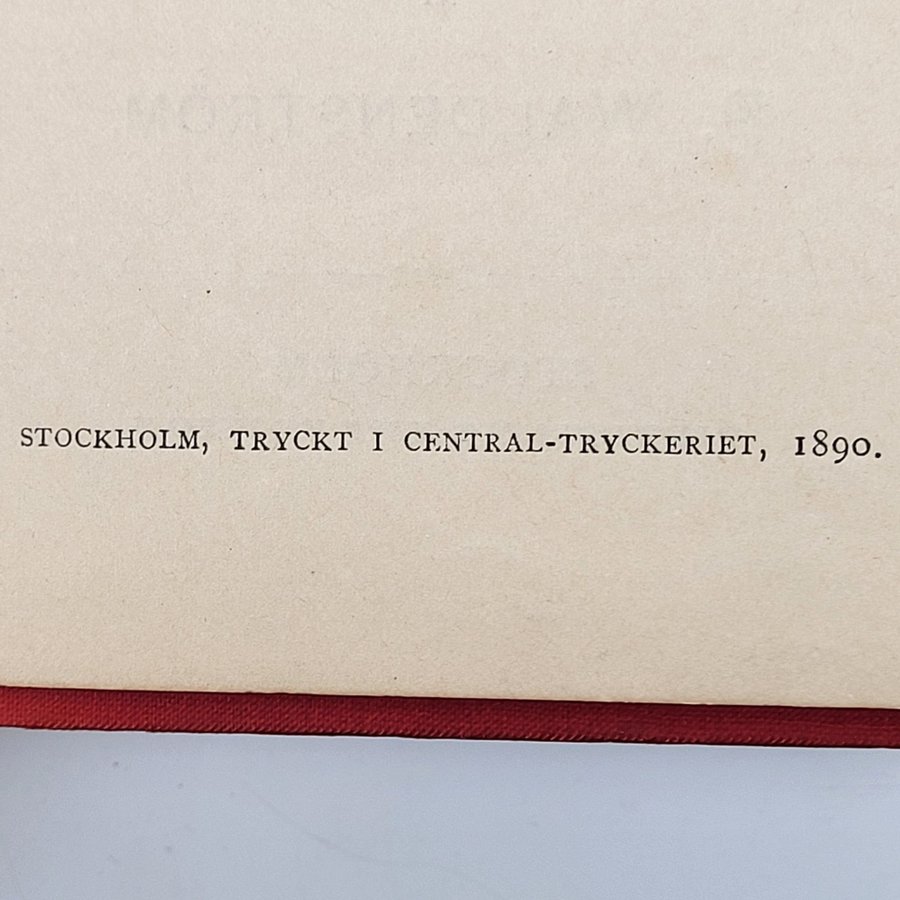 STOCKHOLM, TRYCKT I CENTRAL-TRYCKERIET, 1890.